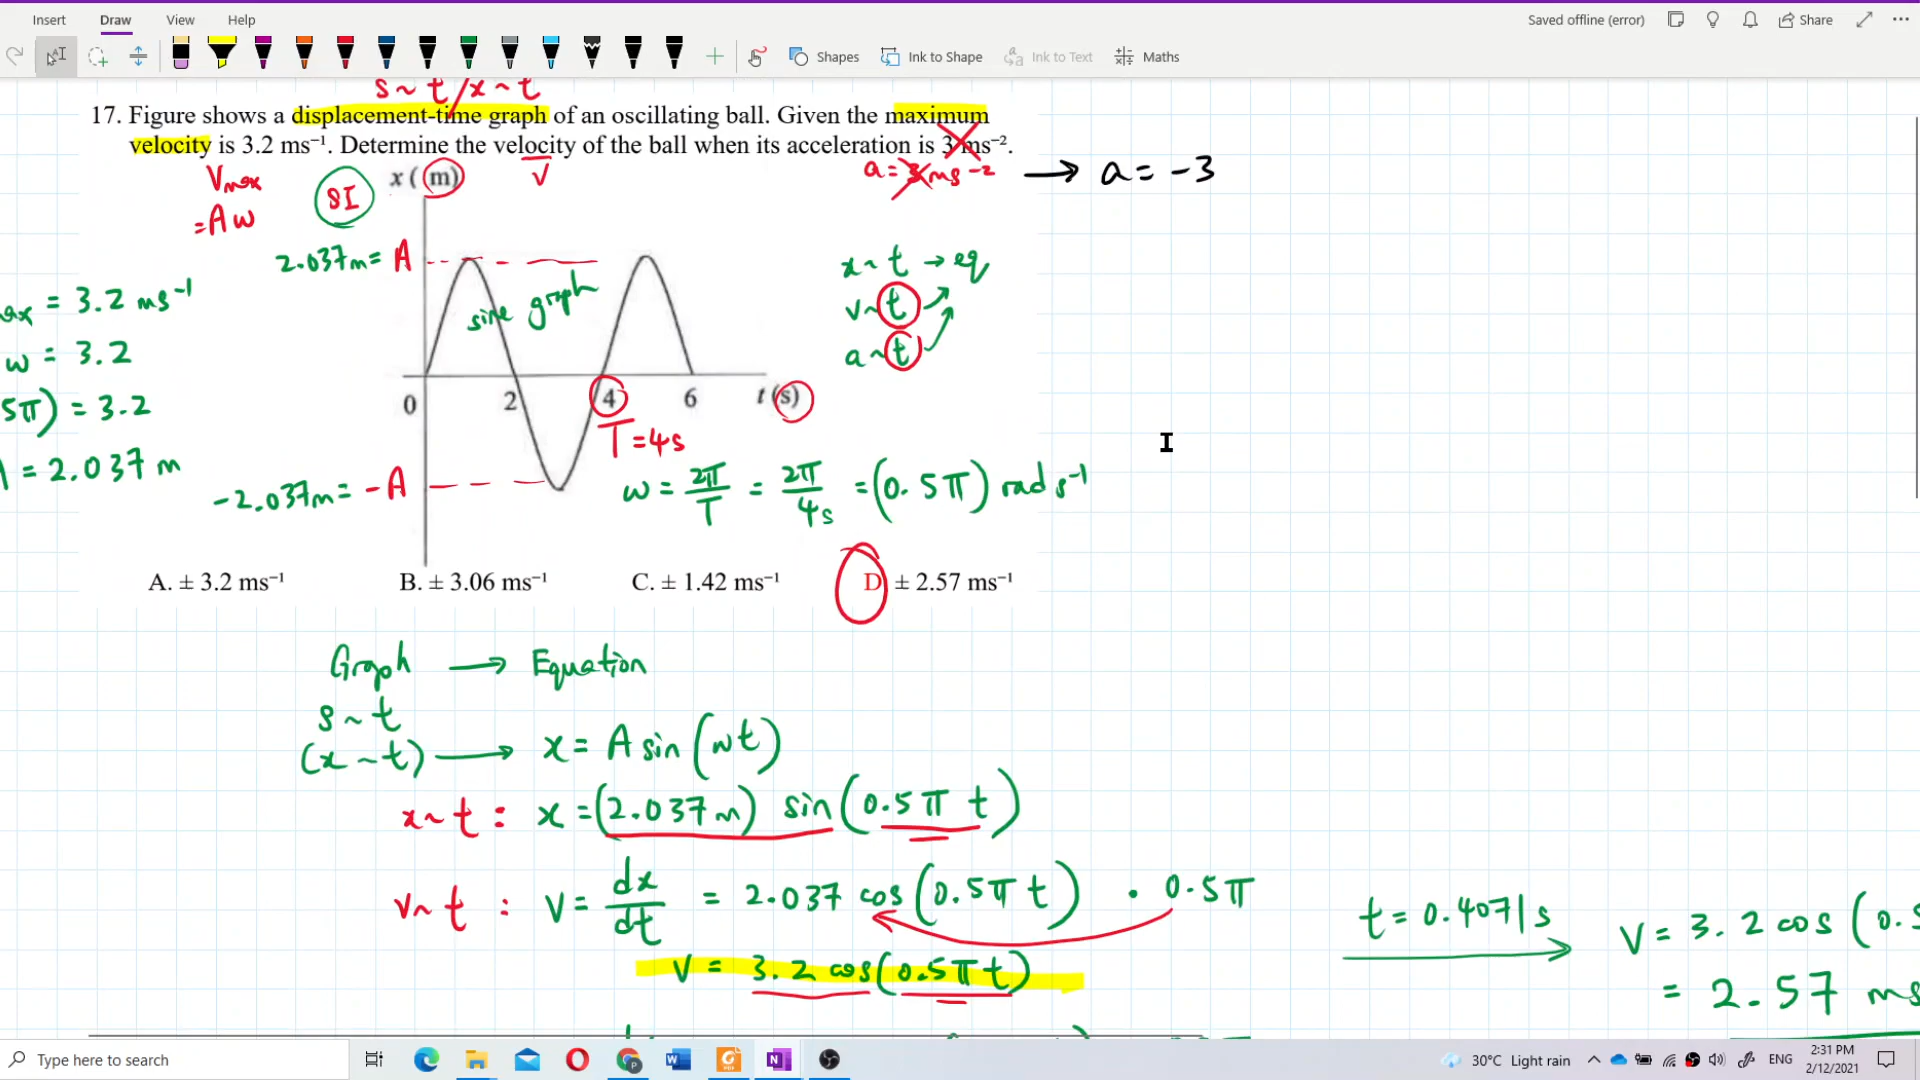 Insert Draw View Help
Saved offline (error) Share
Shapes Ink to Shape Ink to Text Maths
s ~ t / x ~ t
17. Figure shows a displacement-time graph of an oscillating ball. Given the maximum
velocity is 3.2 ms⁻¹. Determine the velocity of the ball when its acceleration is 3 ms⁻².
Vmax
= Aω
SI
x (m)
v
a = 3 ms⁻² → a = -3
2.037m = A
sine graph
x ~ t → eq
v ~ t
a ~ t
ax = 3.2 ms⁻¹
ω = 3.2
5π) = 3.2
= 2.037 m
0 2 4 6 t (s)
T = 4s
-2.037m = -A
ω = 2π/T = 2π/4s = (0.5π) rad s⁻¹
A. ± 3.2 ms⁻¹ B. ± 3.06 ms⁻¹ C. ± 1.42 ms⁻¹ D ± 2.57 ms⁻¹
Graph → Equation
s ~ t
(x ~ t) → x = A sin (ωt)
x ~ t : x = (2.037m) sin (0.5π t)
v ~ t : v = dx/dt = 2.037 cos (0.5π t) . 0.5π
t = 0.4071 s
v = 3.2 cos (0.5
v = 3.2 cos (0.5π t)
= 2.57 ms
Type here to search
30°C Light rain ENG 2:31 PM
2/12/2021